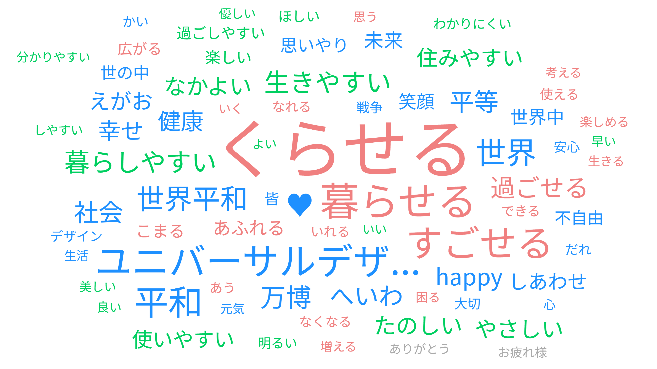 優しい
ほしい
思う
かい
わかりにくい
過ごしやすい
思いやり
未来
広がる
分かりやすい
楽しい
住みやすい
世の中
なかよい
生きやすい
考える
えがお
いく
なれる
戦争
笑顔
平等
使える
世界中
楽しめる
しやすい
幸せ
健康
よい
くらせる
世界
安心
早い
生きる
暮らしやすい
世界平和
皆
♥
暮らせる
過ごせる
社会
できる
不自由
デザイン
こまる
あふれる
いれる
いい
すごせる
だれ
生活
ユニバーサルデザ...
happy
しあわせ
美しい
平和
あう
万博
へいわ
困る
大切
心
良い
元気
なくなる
たのしい
やさしい
使いやすい
明るい
増える
ありがとう
お疲れ様